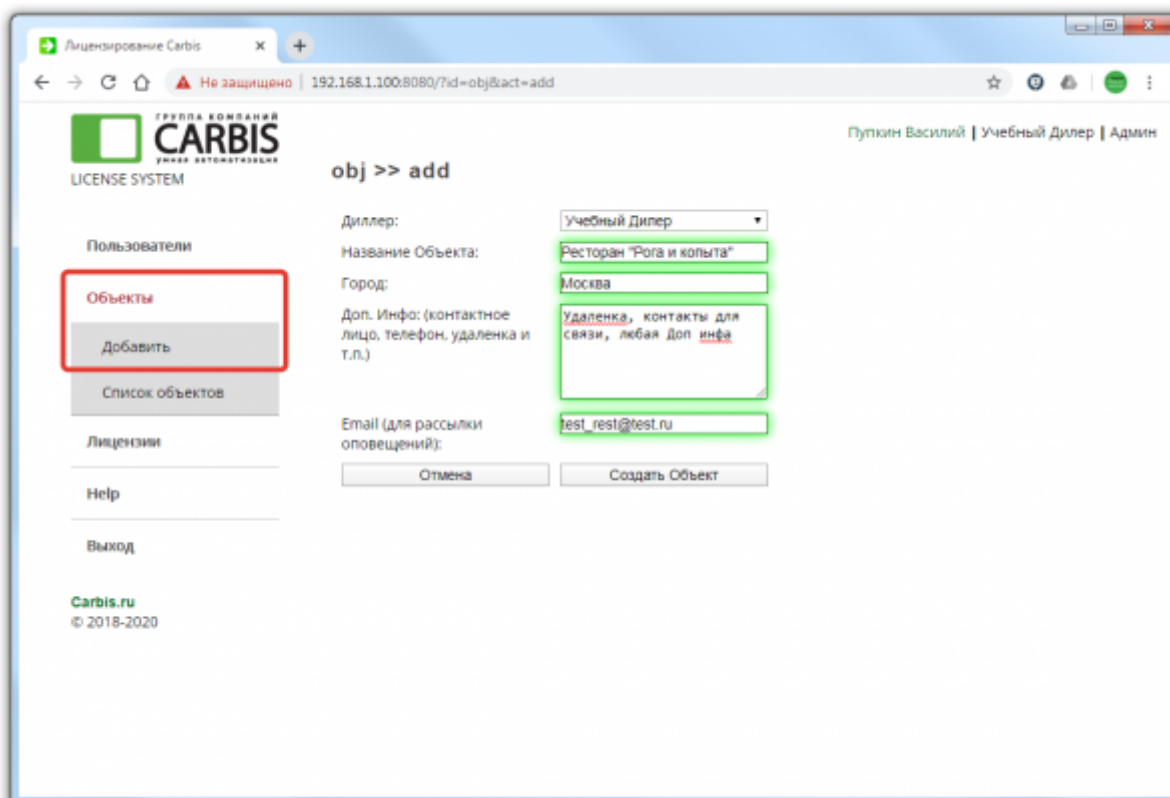 Лицензирование Carbis
Не защищено
192.168.1.100:8080/?id=obj&act=add
ГРУППА КОМПАНИЙ
CARBIS
умная автоматизация
LICENSE SYSTEM
Пупкин Василий | Учебный Дилер | Админ
obj >> add
Диллер:
Учебный Дилер
Пользователи
Название Объекта:
Ресторан "Рога и копыта"
Город:
Москва
Объекты
Доп. Инфо: (контактное
лицо, телефон, удаленка и
т.п.)
Удаленка, контакты для
связи, любая Доп инфа
Добавить
Список объектов
Email (для рассылки
оповещений):
test_rest@test.ru
Лицензии
Отмена
Создать Объект
Help
Выход
Carbis.ru
© 2018-2020